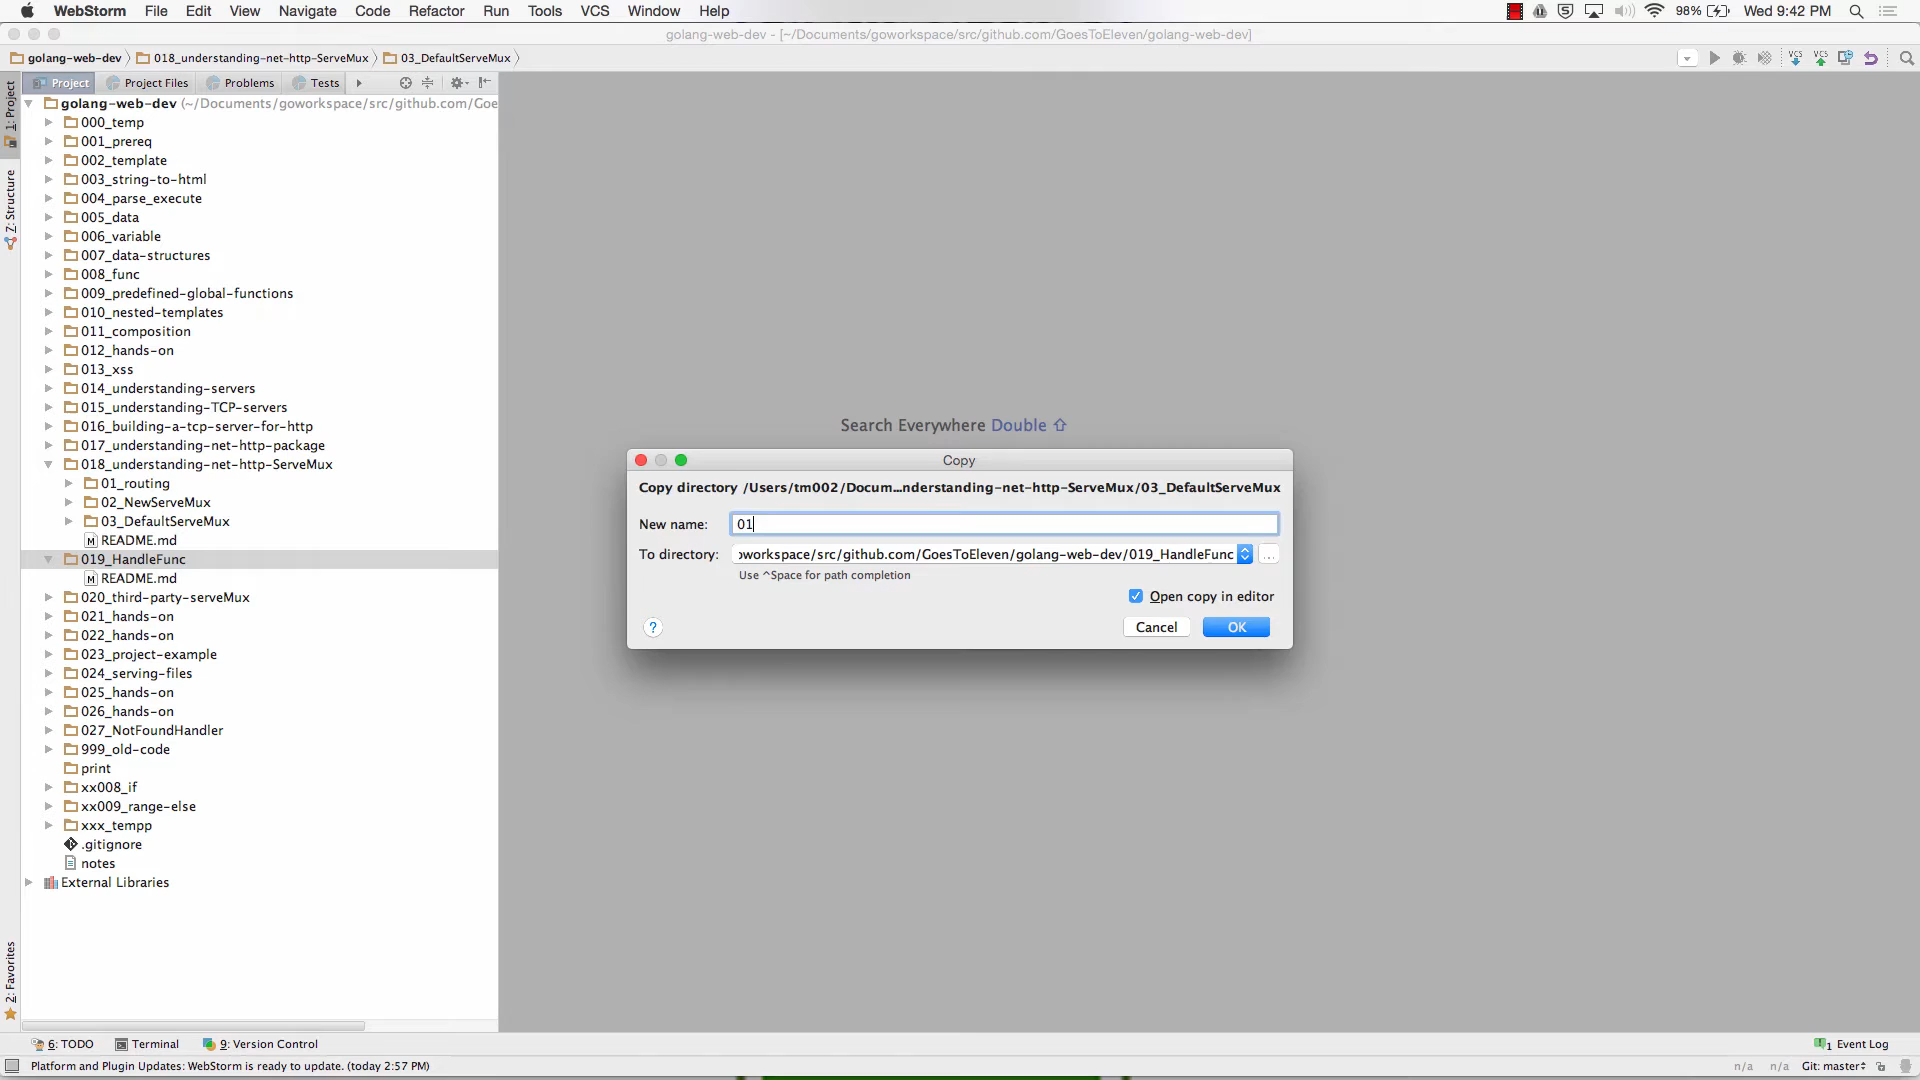 WebStorm File Edit View Navigate Code Refactor Run Tools VCS Window Help 98% Wed 9:42 PM
golang-web-dev - [~/Documents/goworkspace/src/github.com/GoesToEleven/golang-web-dev]
golang-web-dev 018_understanding-net-http-ServeMux 03_DefaultServeMux
Project Project Files Problems Tests
1: Project
Z: Structure
2: Favorites
golang-web-dev (~/Documents/goworkspace/src/github.com/Goe
000_temp
001_prereq
002_template
003_string-to-html
004_parse_execute
005_data
006_variable
007_data-structures
008_func
009_predefined-global-functions
010_nested-templates
011_composition
012_hands-on
013_xss
014_understanding-servers
015_understanding-TCP-servers
016_building-a-tcp-server-for-http
017_understanding-net-http-package
018_understanding-net-http-ServeMux
01_routing
02_NewServeMux
03_DefaultServeMux
README.md
019_HandleFunc
README.md
020_third-party-serveMux
021_hands-on
022_hands-on
023_project-example
024_serving-files
025_hands-on
026_hands-on
027_NotFoundHandler
999_old-code
print
xx008_if
xx009_range-else
xxx_tempp
.gitignore
notes
External Libraries
Search Everywhere Double ⇧
Copy
Copy directory /Users/tm002/Docum...nderstanding-net-http-ServeMux/03_DefaultServeMux
New name: 01
To directory: oworkspace/src/github.com/GoesToEleven/golang-web-dev/019_HandleFunc ...
Use ^Space for path completion
Open copy in editor
? Cancel OK
6: TODO Terminal 9: Version Control 1 Event Log
Platform and Plugin Updates: WebStorm is ready to update. (today 2:57 PM) n/a n/a Git: master